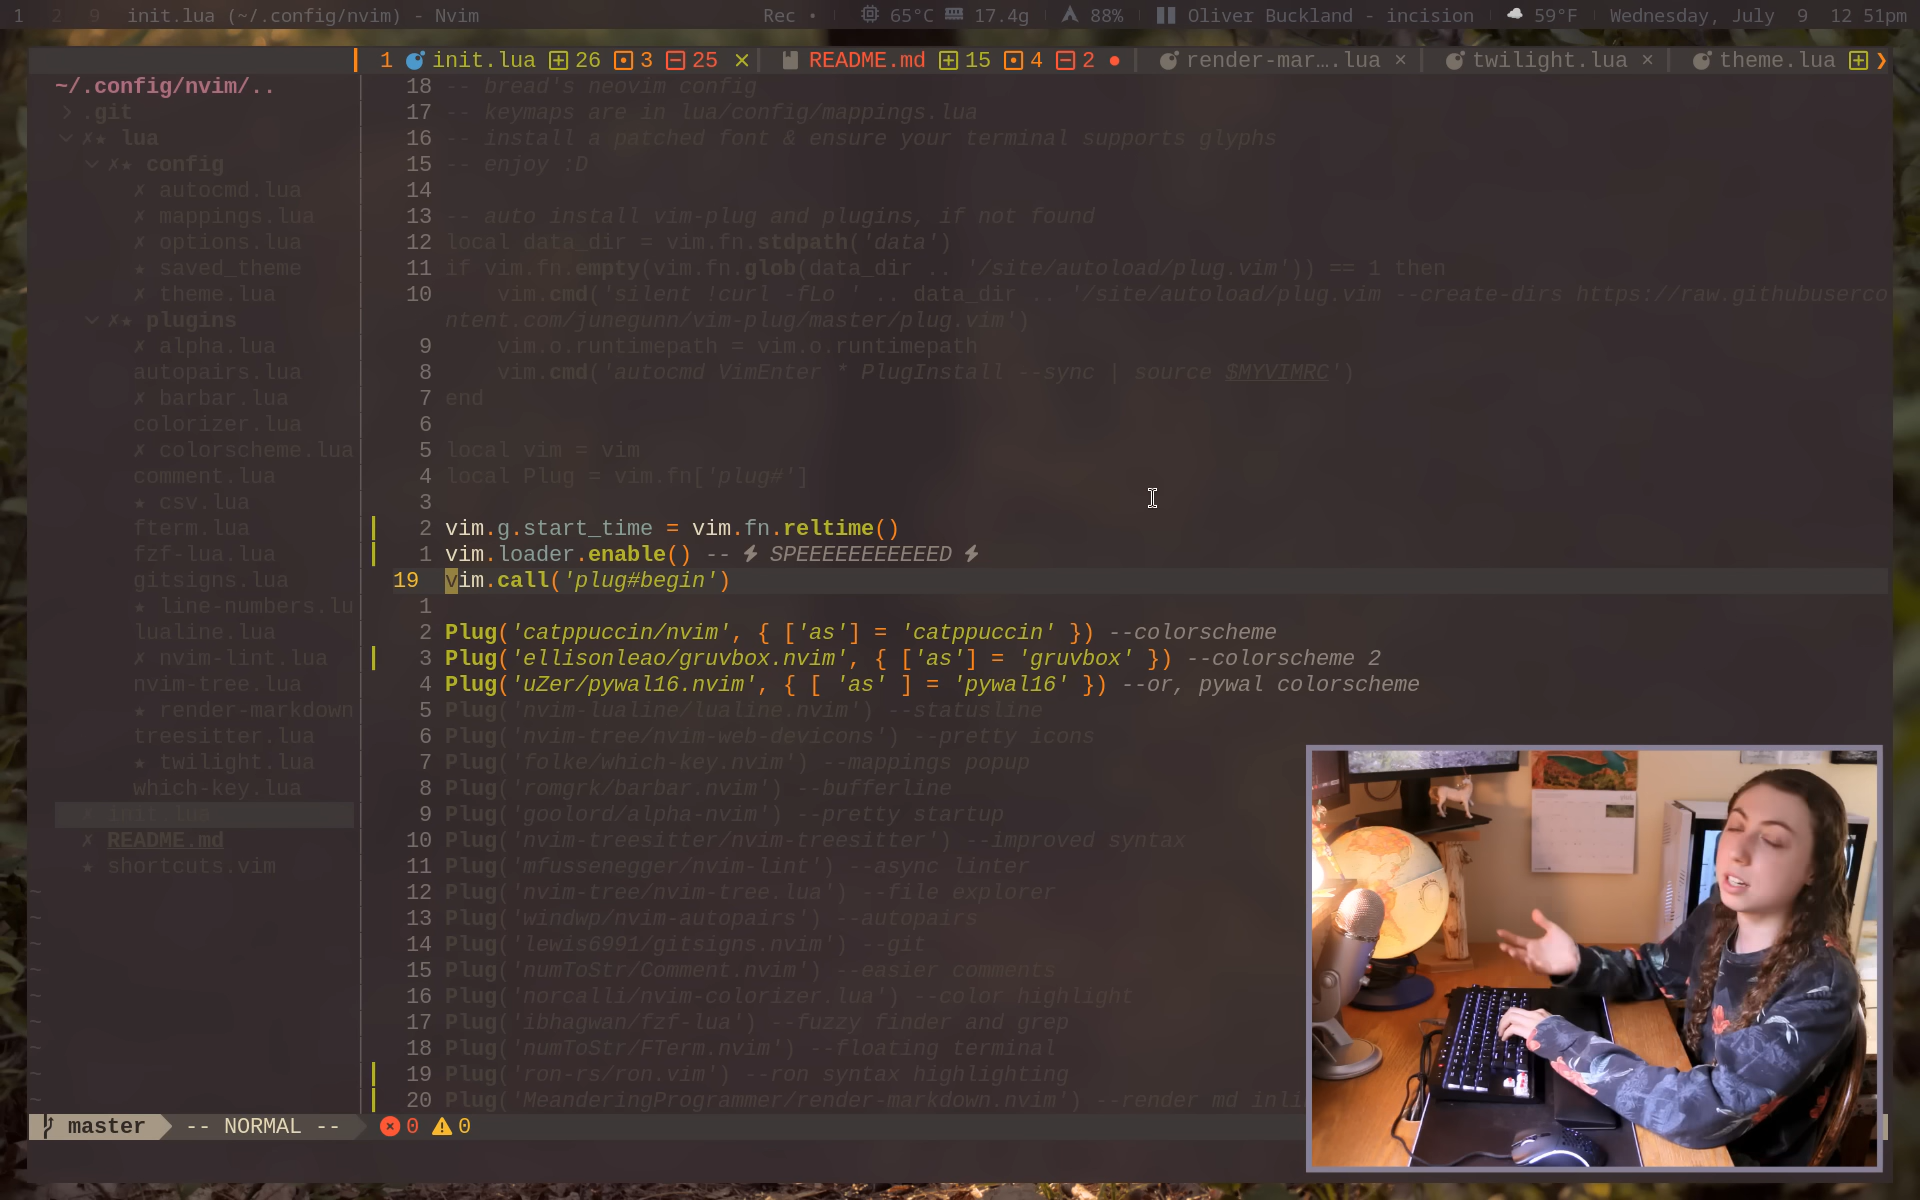 1 2 9 init.lua (~/.config/nvim) - Nvim Rec • 65°C 17.4g 88% Oliver Buckland - incision 59°F Wednesday, July 9 12 51pm
1 init.lua 26 3 25 × README.md 15 4 2 ● render-mar….lua × twilight.lua × theme.lua
~/.config/nvim/..
.git
✗★ lua
✗★ config
✗ autocmd.lua
✗ mappings.lua
✗ options.lua
★ saved_theme
✗ theme.lua
✗★ plugins
✗ alpha.lua
autopairs.lua
✗ barbar.lua
colorizer.lua
✗ colorscheme.lua
comment.lua
★ csv.lua
fterm.lua
fzf-lua.lua
gitsigns.lua
★ line-numbers.lu
lualine.lua
✗ nvim-lint.lua
nvim-tree.lua
★ render-markdown
treesitter.lua
★ twilight.lua
which-key.lua
✗ init.lua
✗ README.md
★ shortcuts.vim
18 -- bread's neovim config
17 -- keymaps are in lua/config/mappings.lua
16 -- install a patched font & ensure your terminal supports glyphs
15 -- enjoy :D
14
13 -- auto install vim-plug and plugins, if not found
12 local data_dir = vim.fn.stdpath('data')
11 if vim.fn.empty(vim.fn.glob(data_dir .. '/site/autoload/plug.vim')) == 1 then
10 vim.cmd('silent !curl -fLo ' .. data_dir .. '/site/autoload/plug.vim --create-dirs https://raw.githubuserco
ntent.com/junegunn/vim-plug/master/plug.vim')
9 vim.o.runtimepath = vim.o.runtimepath
8 vim.cmd('autocmd VimEnter * PlugInstall --sync | source $MYVIMRC')
7 end
6
5 local vim = vim
4 local Plug = vim.fn['plug#']
3
2 vim.g.start_time = vim.fn.reltime()
1 vim.loader.enable() -- ⚡ SPEEEEEEEEEEED ⚡
19 vim.call('plug#begin')
1
2 Plug('catppuccin/nvim', { ['as'] = 'catppuccin' }) --colorscheme
3 Plug('ellisonleao/gruvbox.nvim', { ['as'] = 'gruvbox' }) --colorscheme 2
4 Plug('uZer/pywal16.nvim', { [ 'as' ] = 'pywal16' }) --or, pywal colorscheme
5 Plug('nvim-lualine/lualine.nvim') --statusline
6 Plug('nvim-tree/nvim-web-devicons') --pretty icons
7 Plug('folke/which-key.nvim') --mappings popup
8 Plug('romgrk/barbar.nvim') --bufferline
9 Plug('goolord/alpha-nvim') --pretty startup
10 Plug('nvim-treesitter/nvim-treesitter') --improved syntax
11 Plug('mfussenegger/nvim-lint') --async linter
12 Plug('nvim-tree/nvim-tree.lua') --file explorer
13 Plug('windwp/nvim-autopairs') --autopairs
14 Plug('lewis6991/gitsigns.nvim') --git
15 Plug('numToStr/Comment.nvim') --easier comments
16 Plug('norcalli/nvim-colorizer.lua') --color highlight
17 Plug('ibhagwan/fzf-lua') --fuzzy finder and grep
18 Plug('numToStr/FTerm.nvim') --floating terminal
19 Plug('ron-rs/ron.vim') --ron syntax highlighting
20 Plug('MeanderingProgrammer/render-markdown.nvim') --render md inli
master -- NORMAL -- 0 0